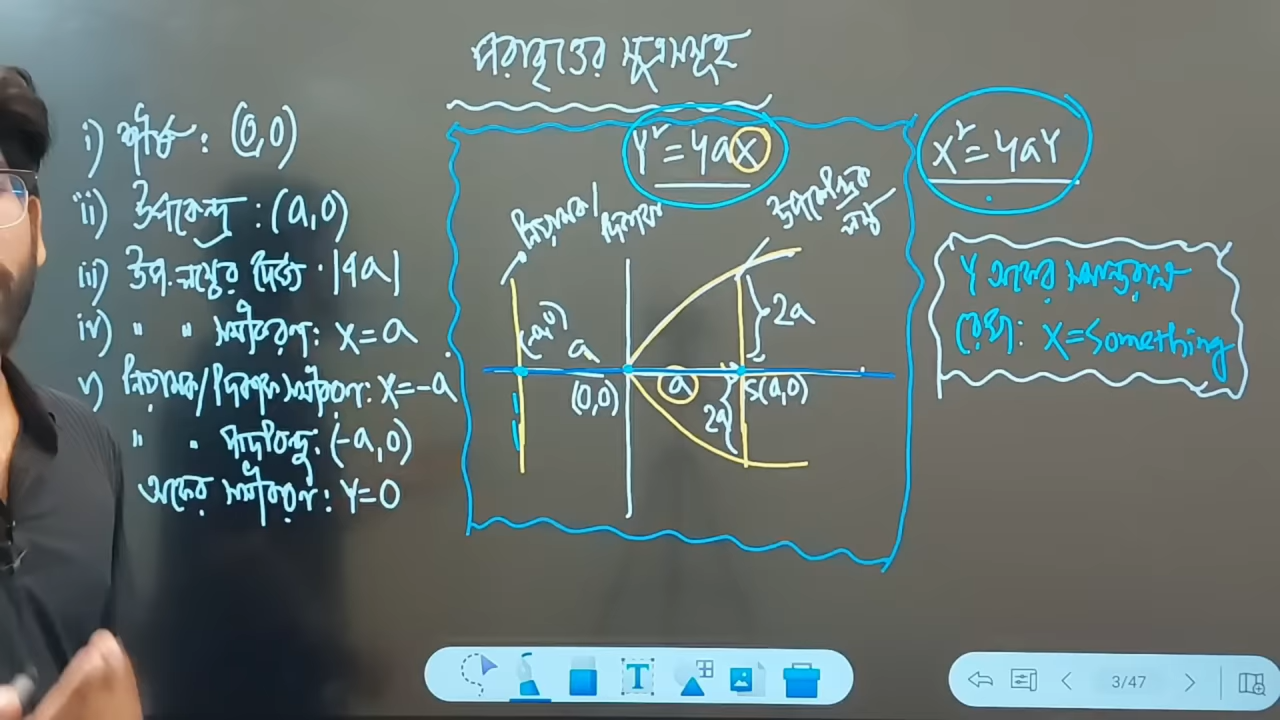 পরাবৃত্তের সূত্রসমূহ
i) শীর্ষ : (0,0)
ii) উপকেন্দ্র : (a,0)
iii) উপ. লম্বের দৈর্ঘ্য : |4a|
iv) " " সমীকরণ : X = a
v) নিয়ামক/দিকাক্ষ সমীকরণ: X = -a
" " পাদবিন্দু: (-a,0)
অক্ষের সমীকরণ : Y = 0
Y² = 4aX
নিয়ামক/দিকাক্ষ
উপকেন্দ্রিক লম্ব
(-a,0)
a
(0,0)
a
2a
2a
S(a,0)
X² = 4aY
Y অক্ষের সমান্তরাল
রেখা: X = Something
T
3/47